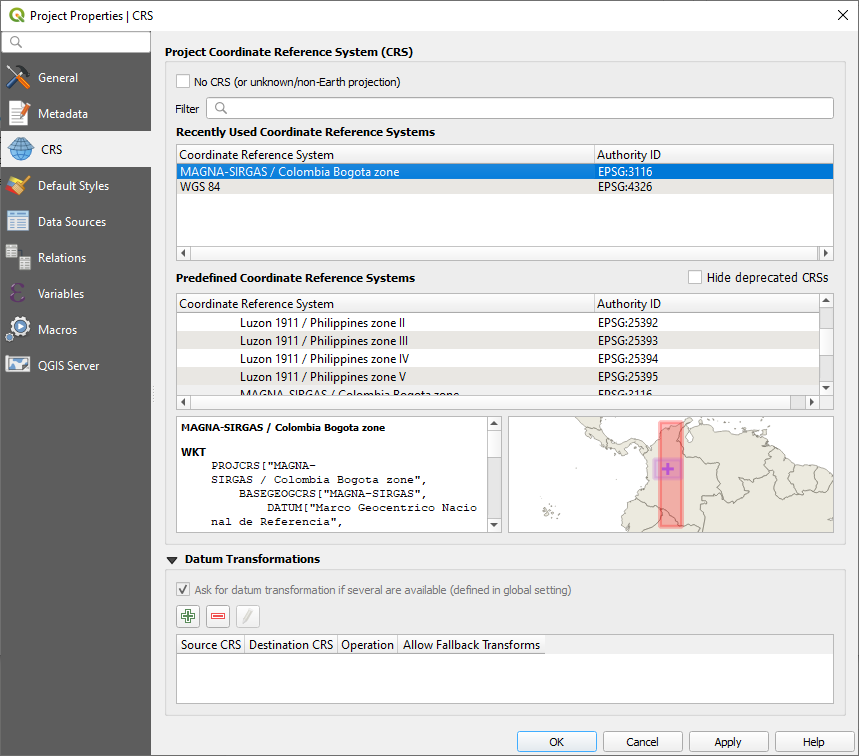 Project Properties | CRS
General
Metadata
CRS
Default Styles
Data Sources
Relations
Variables
Macros
QGIS Server
Project Coordinate Reference System (CRS)
No CRS (or unknown/non-Earth projection)
Filter
Recently Used Coordinate Reference Systems
Coordinate Reference System Authority ID
MAGNA-SIRGAS / Colombia Bogota zone EPSG:3116
WGS 84 EPSG:4326
Predefined Coordinate Reference Systems Hide deprecated CRSs
Coordinate Reference System Authority ID
Luzon 1911 / Philippines zone II EPSG:25392
Luzon 1911 / Philippines zone III EPSG:25393
Luzon 1911 / Philippines zone IV EPSG:25394
Luzon 1911 / Philippines zone V EPSG:25395
MAGNA-SIRGAS / Colombia Bogota zone EPSG:3116
MAGNA-SIRGAS / Colombia Bogota zone
WKT
PROJCRS["MAGNA-
SIRGAS / Colombia Bogota zone",
BASEGEOGCRS["MAGNA-SIRGAS",
DATUM["Marco Geocentrico Nacio
nal de Referencia",
Datum Transformations
Ask for datum transformation if several are available (defined in global setting)
Source CRS Destination CRS Operation Allow Fallback Transforms
OK Cancel Apply Help